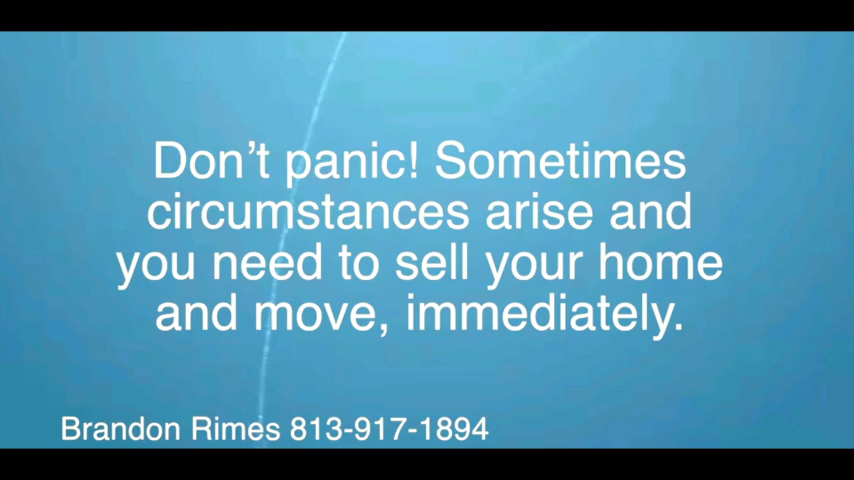 Don't panic! Sometimes
circumstances arise and
you need to sell your home
and move, immediately.
Brandon Rimes 813-917-1894